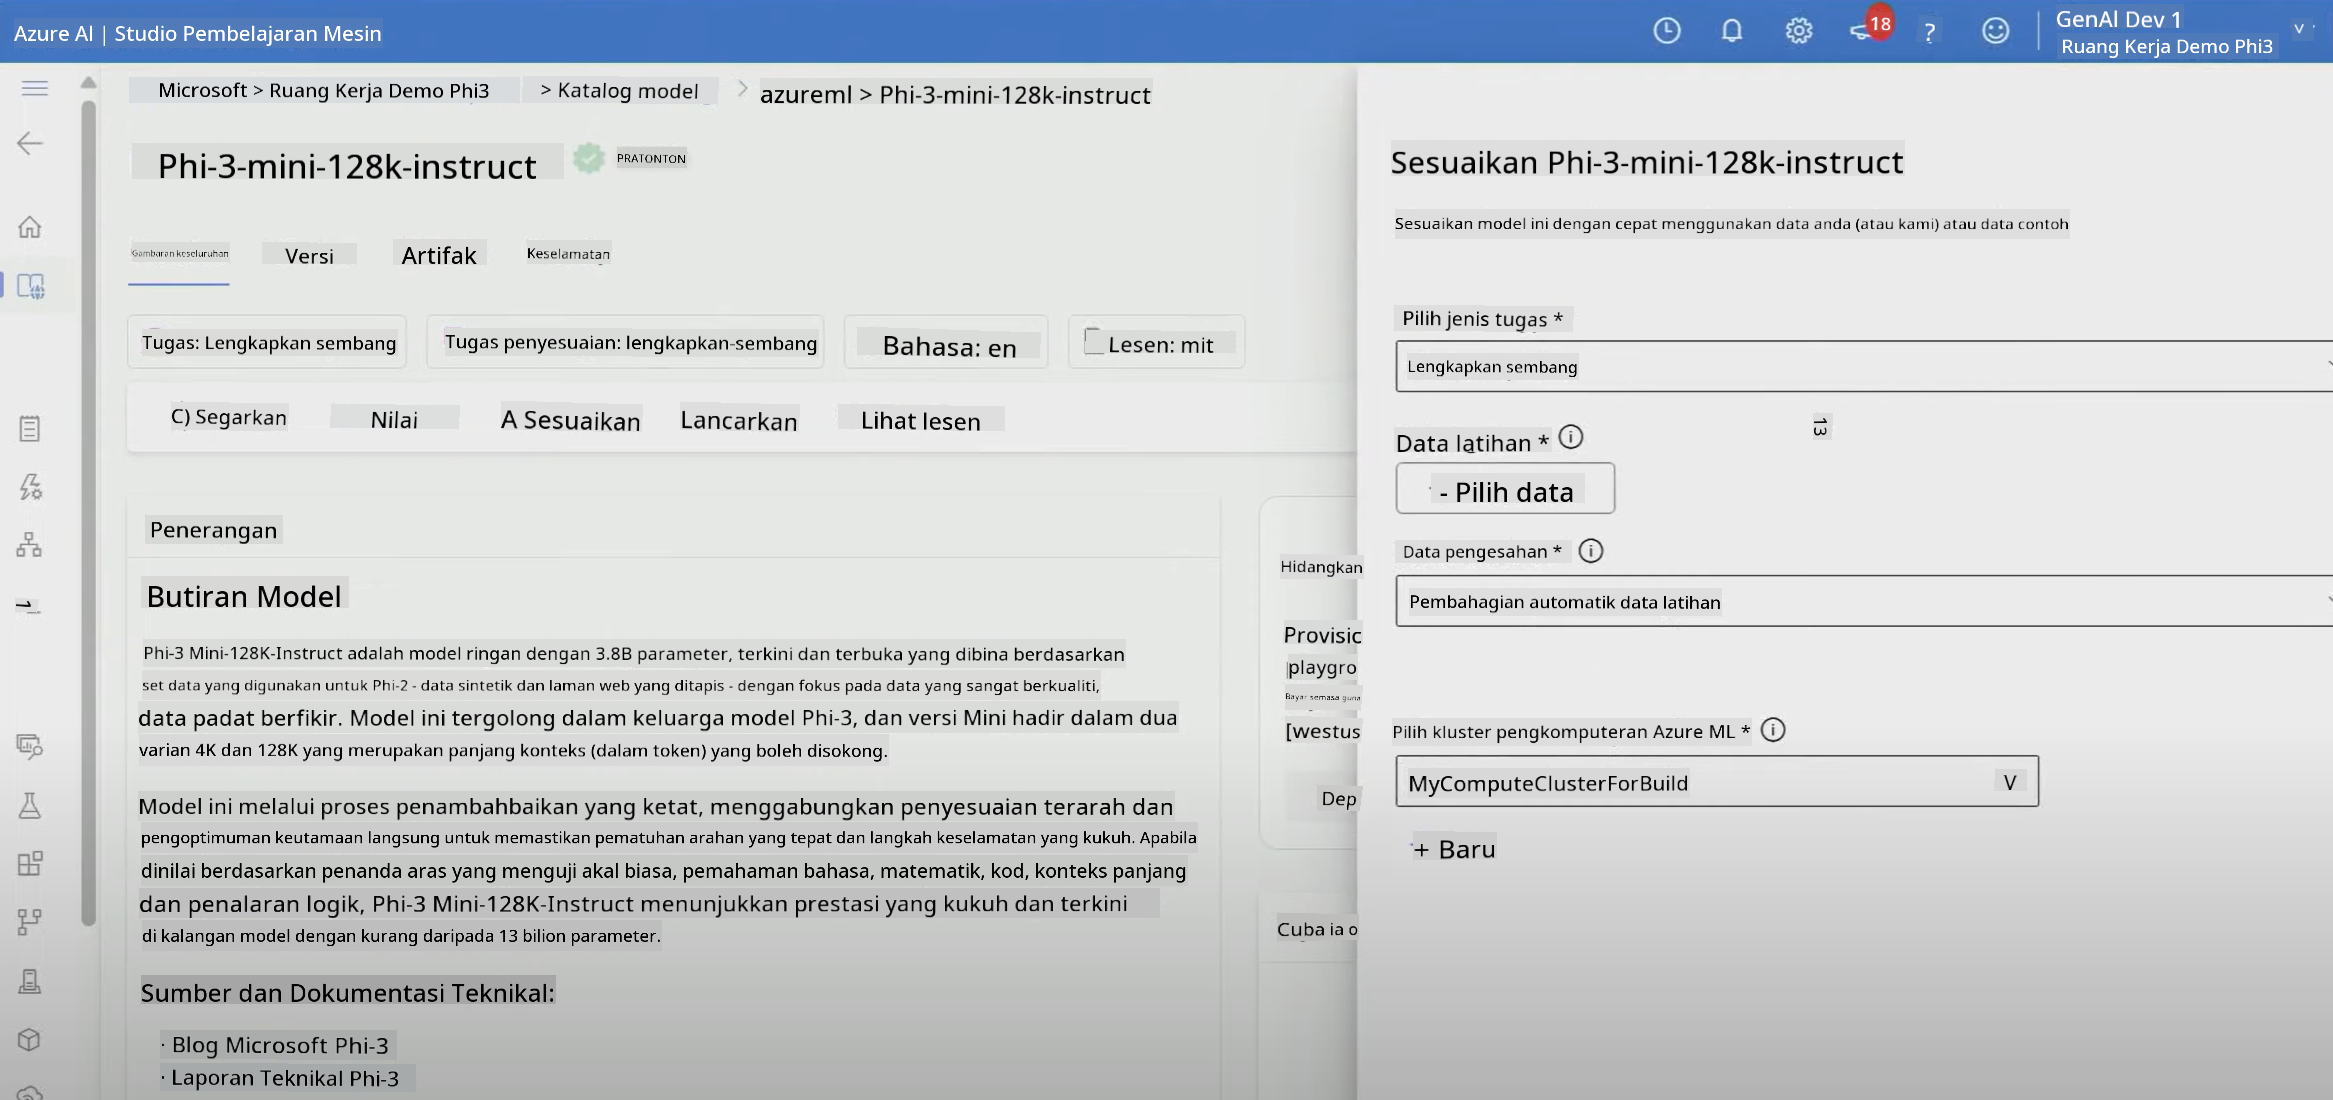 Azure AI | Studio Pembelajaran Mesin
18
?
GenAI Dev 1
Ruang Kerja Demo Phi3
Microsoft > Ruang Kerja Demo Phi3 > Katalog model > azureml > Phi-3-mini-128k-instruct
Phi-3-mini-128k-instruct
PRATONTON
Gambaran keseluruhan
Versi
Artifak
Keselamatan
Tugas: Lengkapkan sembang
Tugas penyesuaian: lengkapkan-sembang
Bahasa: en
Lesen: mit
C) Segarkan
Nilai
A Sesuaikan
Lancarkan
Lihat lesen
Penerangan
Butiran Model
Phi-3 Mini-128K-Instruct adalah model ringan dengan 3.8B parameter, terkini dan terbuka yang dibina berdasarkan
set data yang digunakan untuk Phi-2 - data sintetik dan laman web yang ditapis - dengan fokus pada data yang sangat berkualiti,
data padat berfikir. Model ini tergolong dalam keluarga model Phi-3, dan versi Mini hadir dalam dua
varian 4K dan 128K yang merupakan panjang konteks (dalam token) yang boleh disokong.
Model ini melalui proses penambahbaikan yang ketat, menggabungkan penyesuaian terarah dan
pengoptimuman keutamaan langsung untuk memastikan pematuhan arahan yang tepat dan langkah keselamatan yang kukuh. Apabila
dinilai berdasarkan penanda aras yang menguji akal biasa, pemahaman bahasa, matematik, kod, konteks panjang
dan penalaran logik, Phi-3 Mini-128K-Instruct menunjukkan prestasi yang kukuh dan terkini
di kalangan model dengan kurang daripada 13 bilion parameter.
Sumber dan Dokumentasi Teknikal:
· Blog Microsoft Phi-3
· Laporan Teknikal Phi-3
Hidangkan
Provisic
playgro
Bayar semasa guna
[westus
Dep
Cuba ia o
Sesuaikan Phi-3-mini-128k-instruct
Sesuaikan model ini dengan cepat menggunakan data anda (atau kami) atau data contoh
Pilih jenis tugas *
Lengkapkan sembang
13
Data latihan *
- Pilih data
Data pengesahan *
Pembahagian automatik data latihan
Pilih kluster pengkomputeran Azure ML *
MyComputeClusterForBuild V
+ Baru